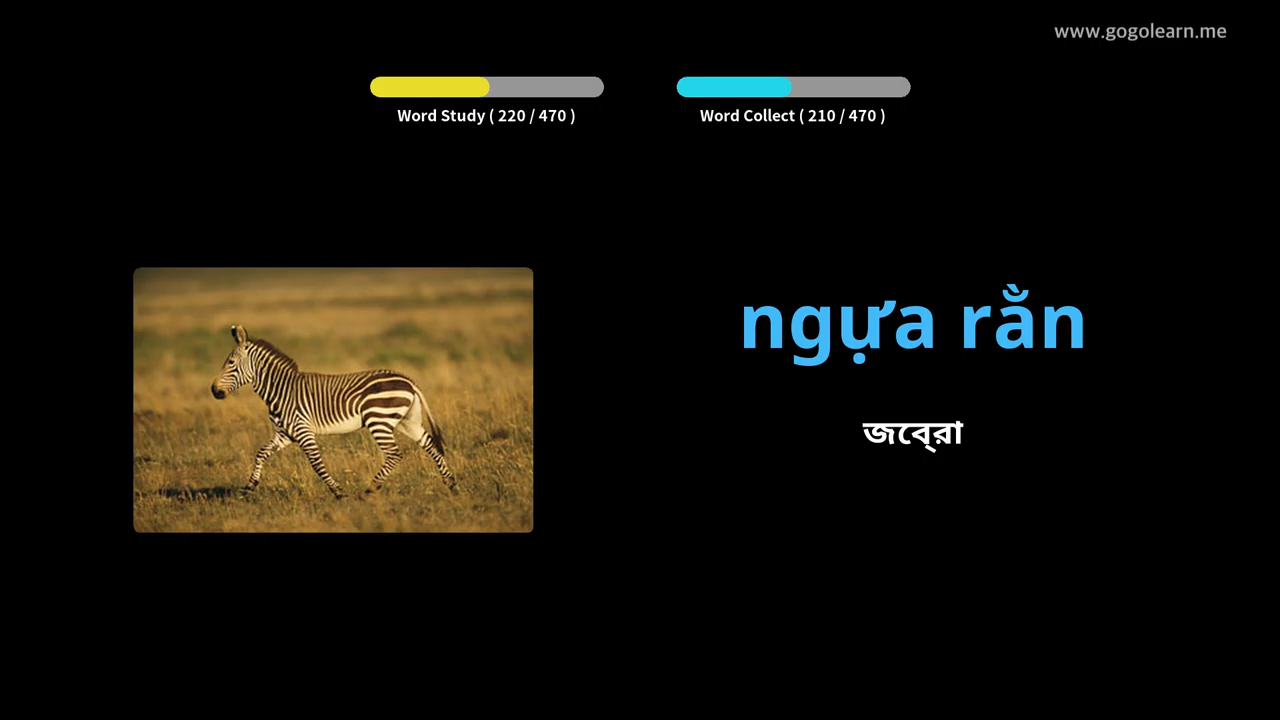 www.gogolearn.me
Word Study ( 220 / 470 )
Word Collect ( 210 / 470 )
ngựa rằn
জেব্রা